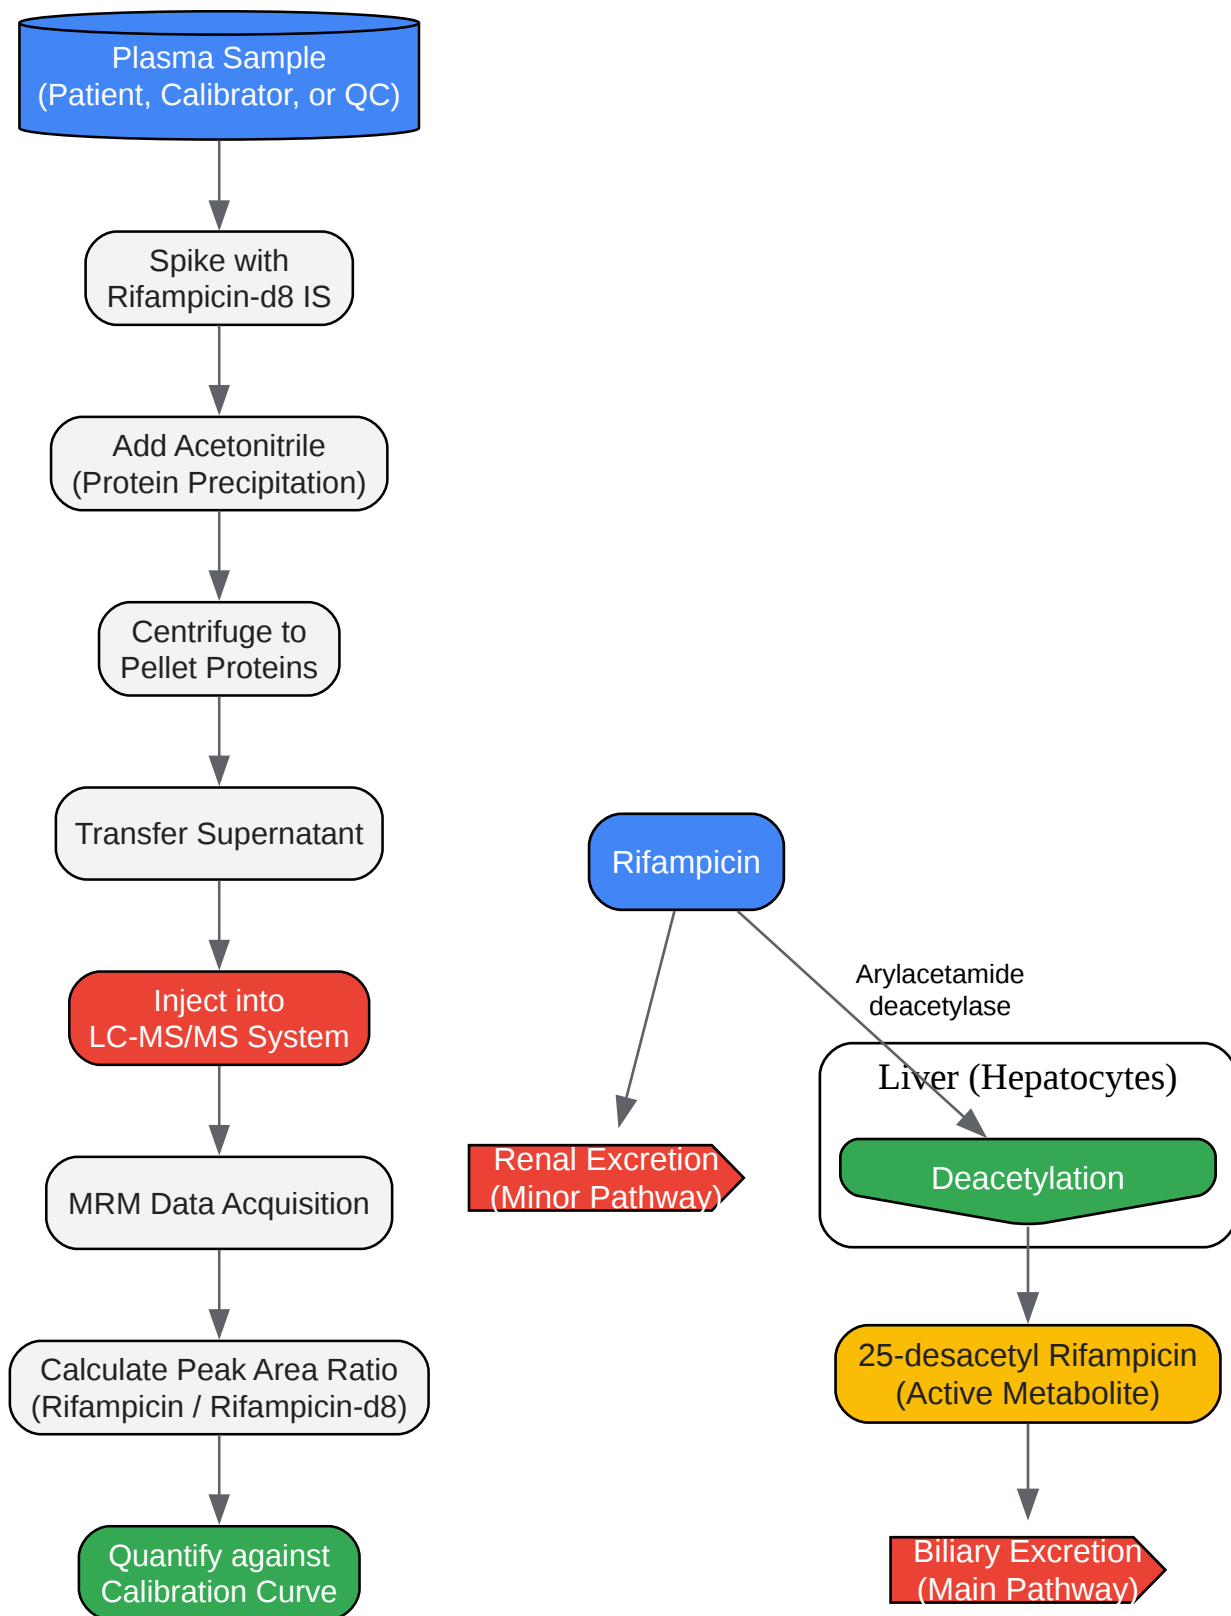 Plasma Sample
(Patient, Calibrator, or QC)
Spike with
Rifampicin-d8 IS
Add Acetonitrile
(Protein Precipitation)
Centrifuge to
Pellet Proteins
Transfer Supernatant
Inject into
LC-MS/MS System
MRM Data Acquisition
Calculate Peak Area Ratio
(Rifampicin / Rifampicin-d8)
Quantify against
Calibration Curve
Rifampicin
Arylacetamide
deacetylase
Liver (Hepatocytes)
Renal Excretion
(Minor Pathway)
Deacetylation
25-desacetyl Rifampicin
(Active Metabolite)
Biliary Excretion
(Main Pathway)